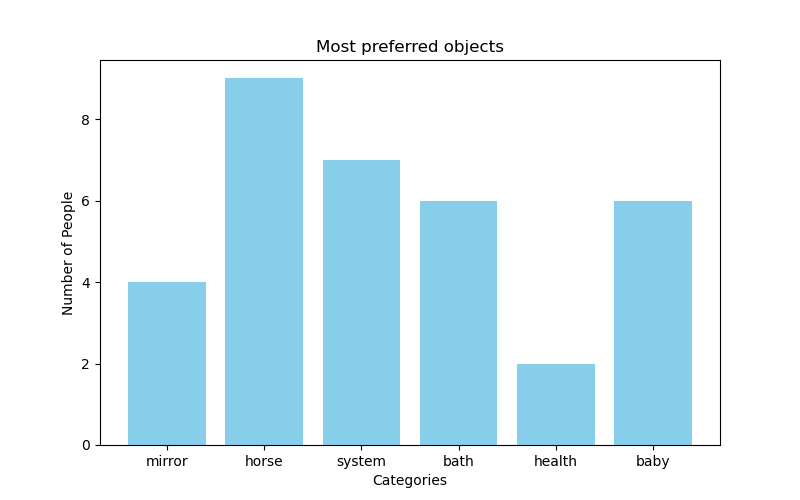 Most preferred objects
Number of People
8
6
4
2
0
mirror horse system bath health baby
Categories